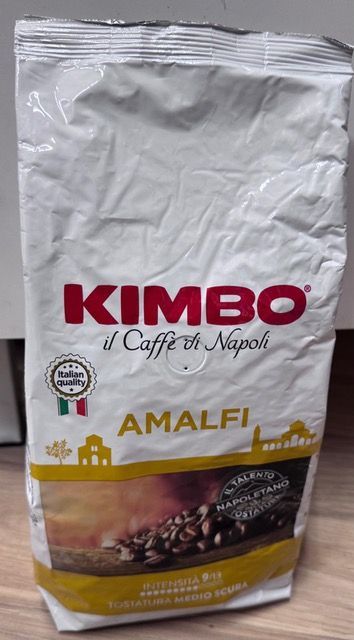 KIMBO®
il Caffè di Napoli
Italian
quality
AMALFI
IL TALENTO
NAPOLETANO
TOSTATURA
INTENSITÀ 9/13
TOSTATURA MEDIO SCURA